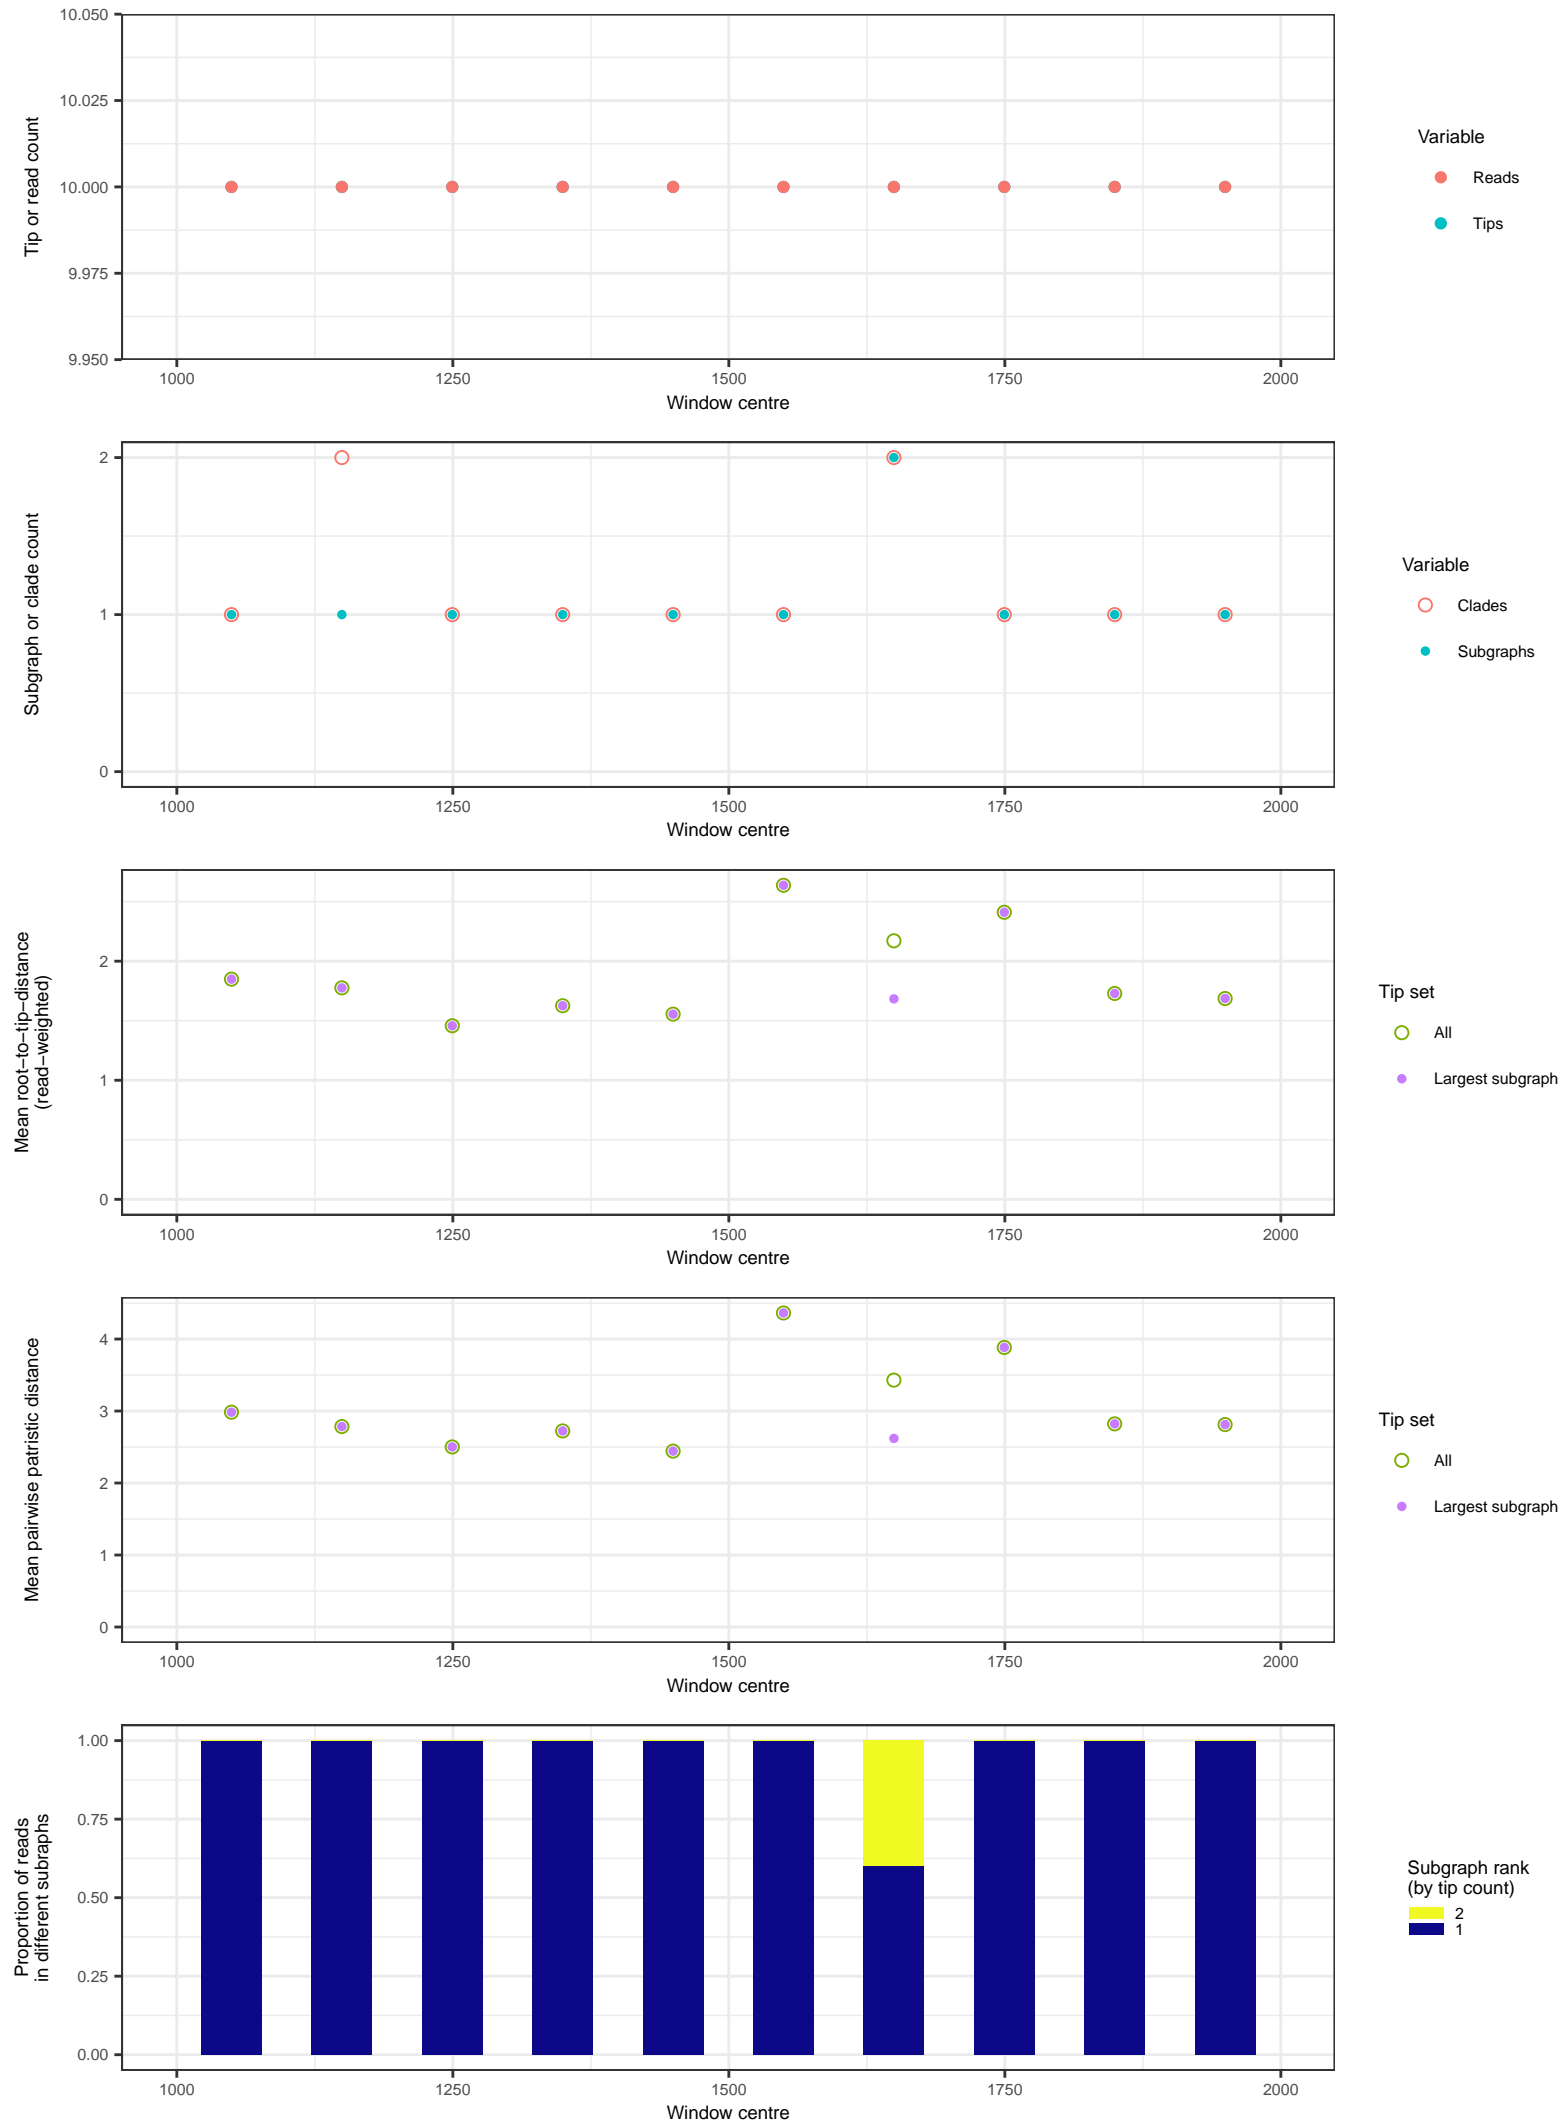 10.050
10.025
10.000
9.975
9.950
Tip or read count
1000 1250 1500 1750 2000
Window centre
Variable
Reads
Tips
2
1
0
Subgraph or clade count
1000 1250 1500 1750 2000
Window centre
Variable
Clades
Subgraphs
2
1
0
Mean root−to−tip−distance
(read−weighted)
1000 1250 1500 1750 2000
Window centre
Tip set
All
Largest subgraph
4
3
2
1
0
Mean pairwise patristic distance
1000 1250 1500 1750 2000
Window centre
Tip set
All
Largest subgraph
1.00
0.75
0.50
0.25
0.00
Proportion of reads
in different subraphs
1000 1250 1500 1750 2000
Window centre
Subgraph rank
(by tip count)
2
1